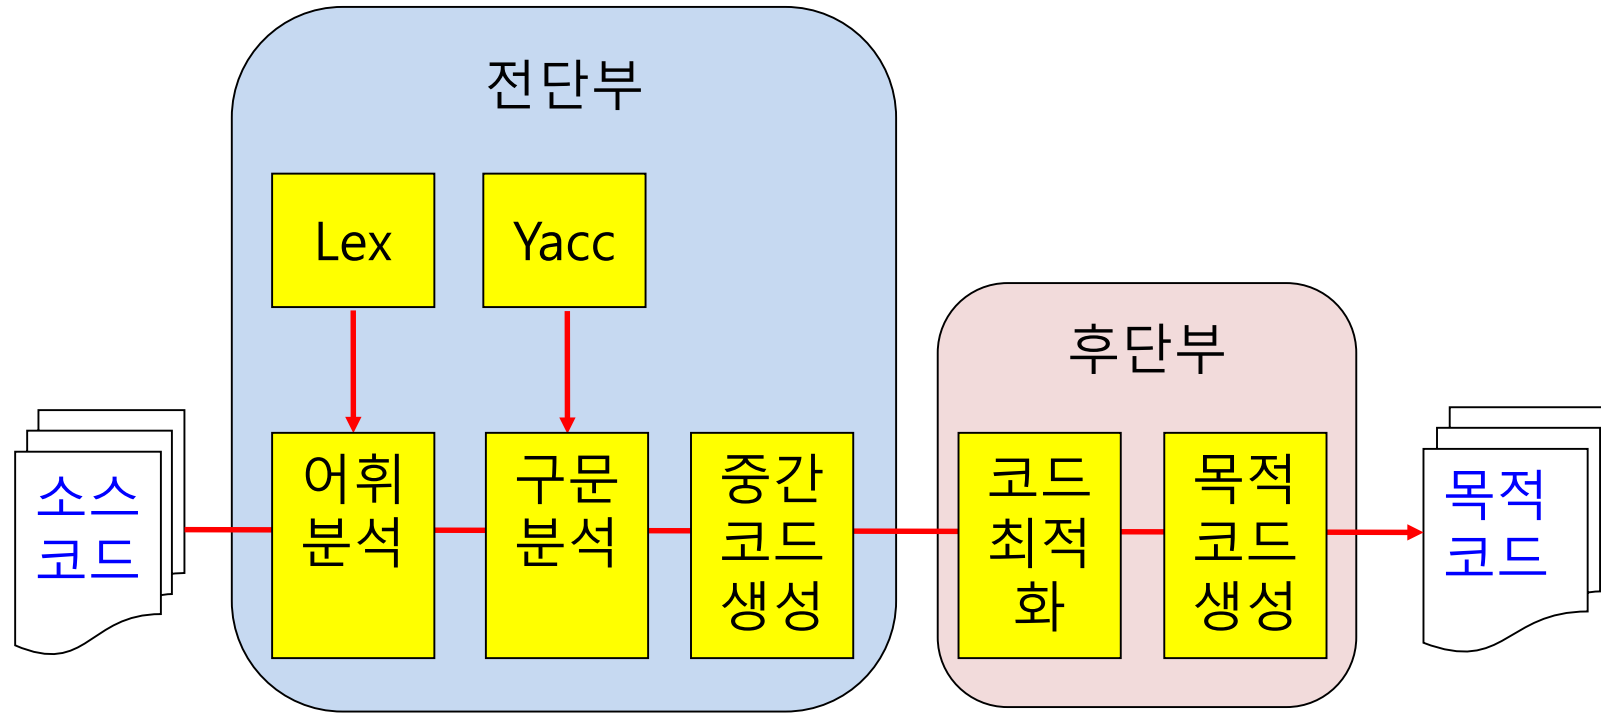 전단부
Lex
Yacc
후단부
소스
코드
어휘
분석
구문
분석
중간
코드
생성
코드
최적
화
목적
코드
생성
목적
코드